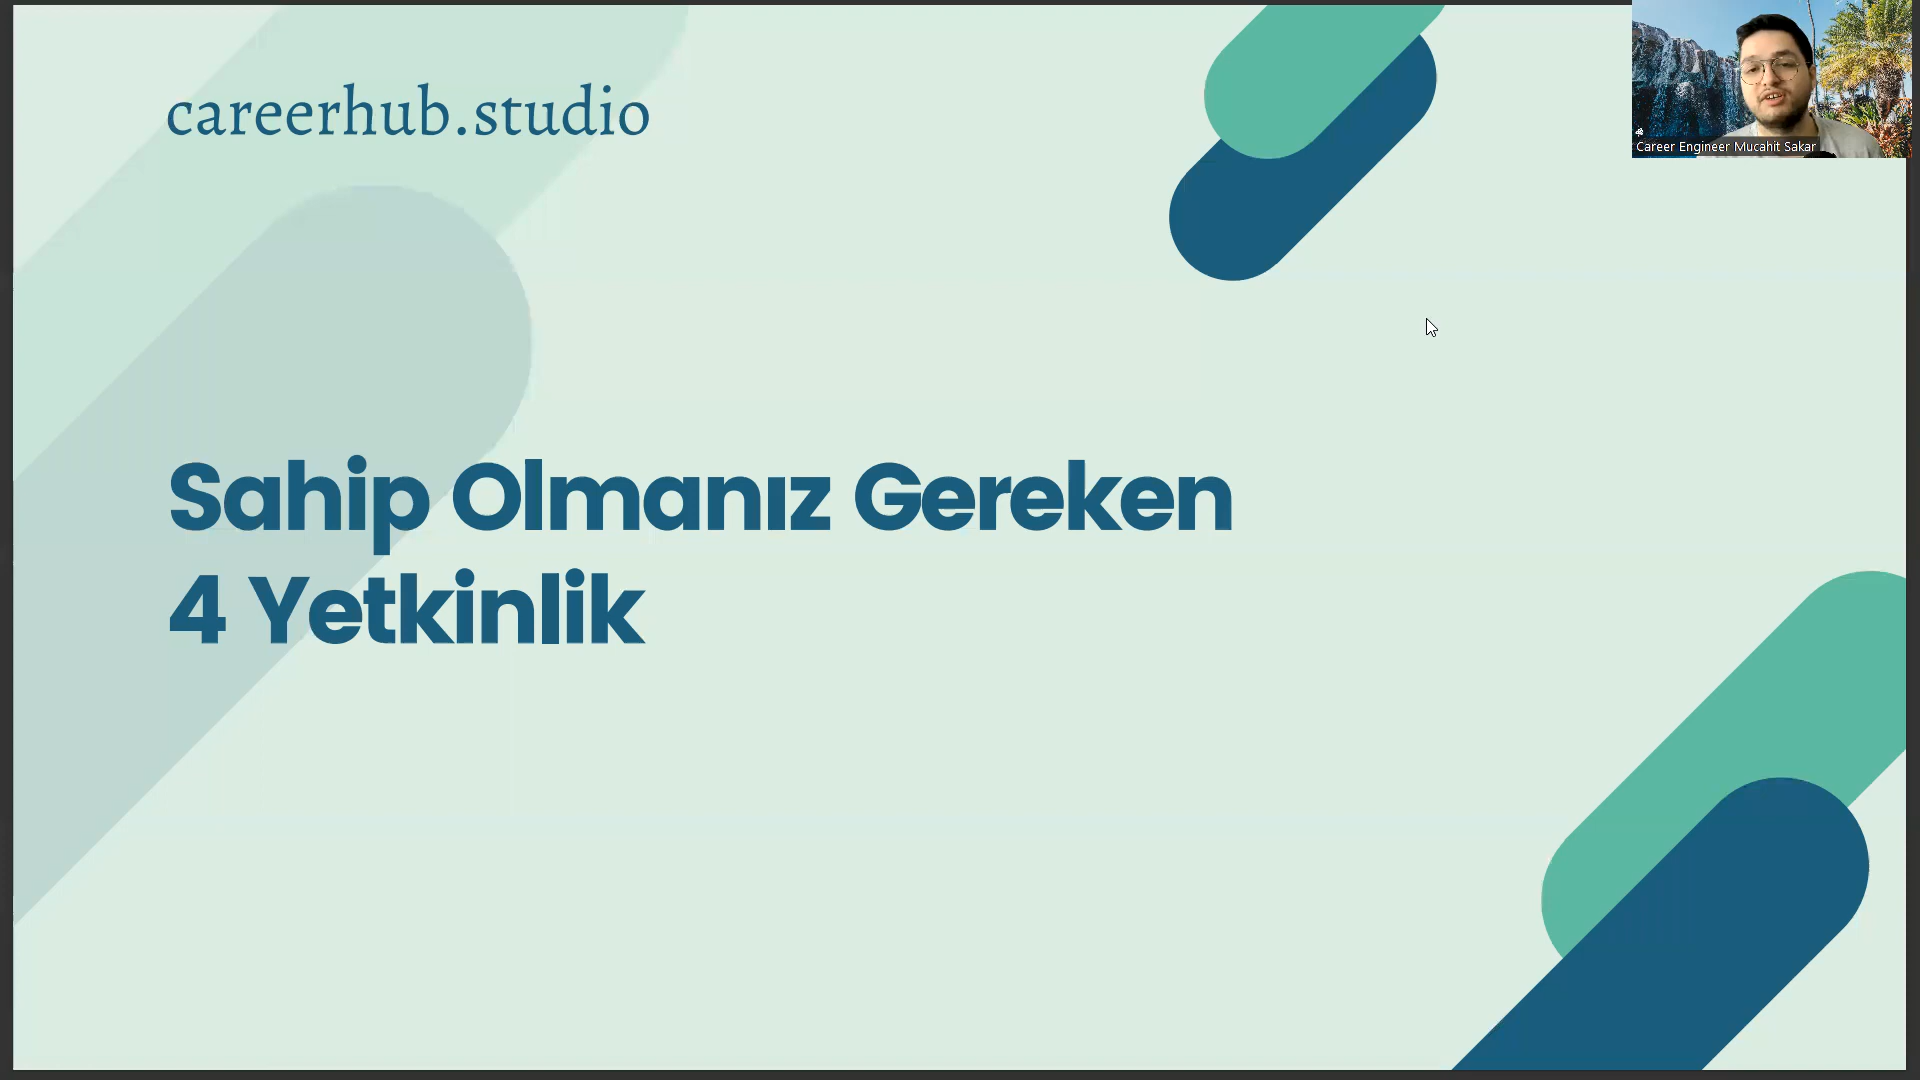 careerhub.studio
Career Engineer Mucahit Sakar
Sahip Olmanız Gereken
4 Yetkinlik